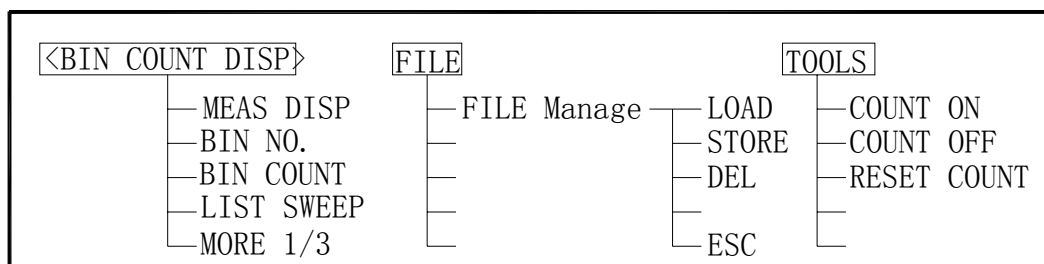 <BIN COUNT DISP> FILE TOOLS
MEAS DISP FILE Manage LOAD COUNT ON
BIN NO. STORE COUNT OFF
BIN COUNT DEL RESET COUNT
LIST SWEEP
MORE 1/3 ESC